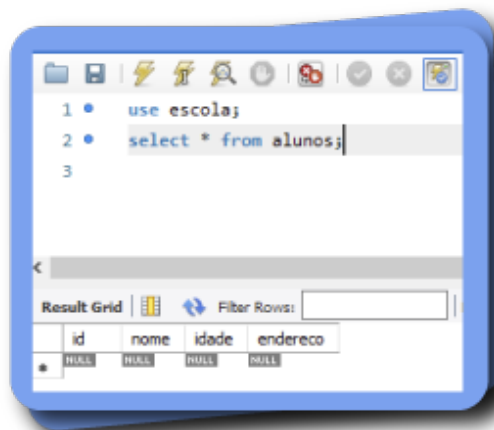 1 use escola;
2 select * from alunos;
3
Result Grid Filter Rows:
id nome idade endereco
NULL NULL NULL NULL